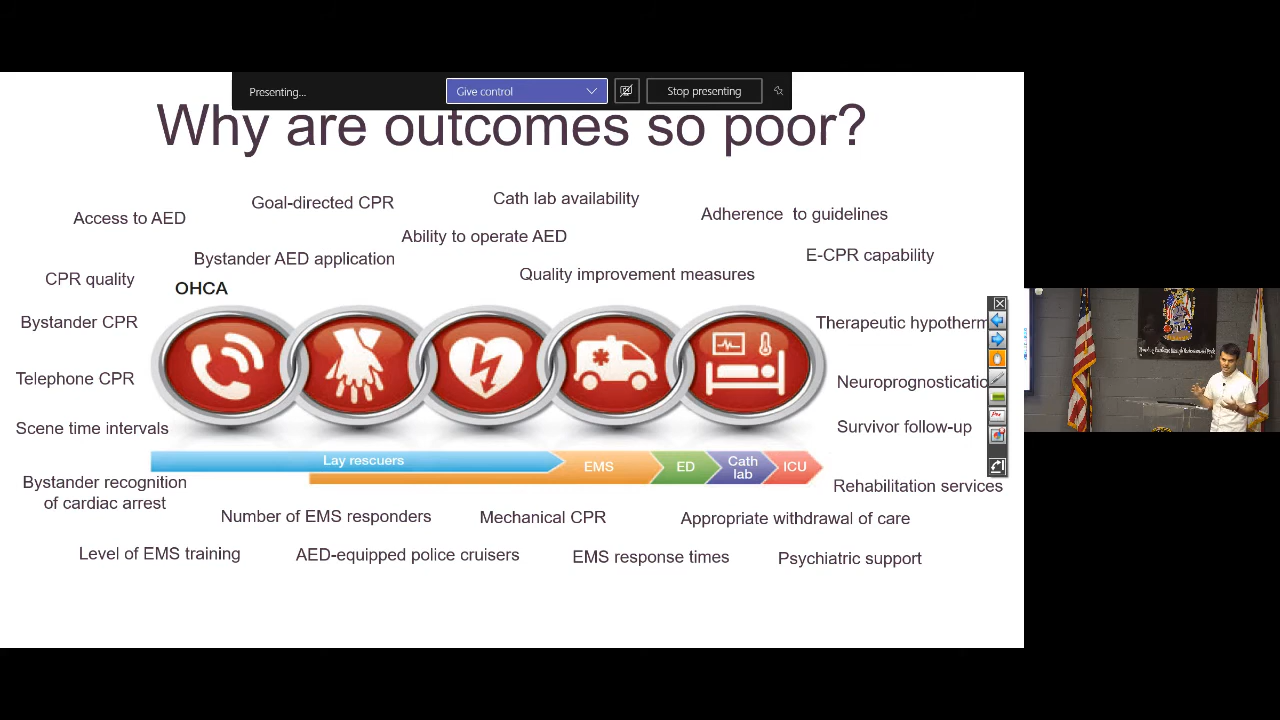 Presenting...
Give control
Stop presenting
Why are outcomes so poor?
Goal-directed CPR
Cath lab availability
Access to AED
Adherence to guidelines
Ability to operate AED
Bystander AED application
E-CPR capability
CPR quality
Quality improvement measures
OHCA
Bystander CPR
Therapeutic hypotherm
Telephone CPR
Neuroprognosticatio
Scene time intervals
Survivor follow-up
Lay rescuers
EMS
ED
Cath
lab
ICU
Bystander recognition
of cardiac arrest
Rehabilitation services
Number of EMS responders
Mechanical CPR
Appropriate withdrawal of care
Level of EMS training
AED-equipped police cruisers
EMS response times
Psychiatric support